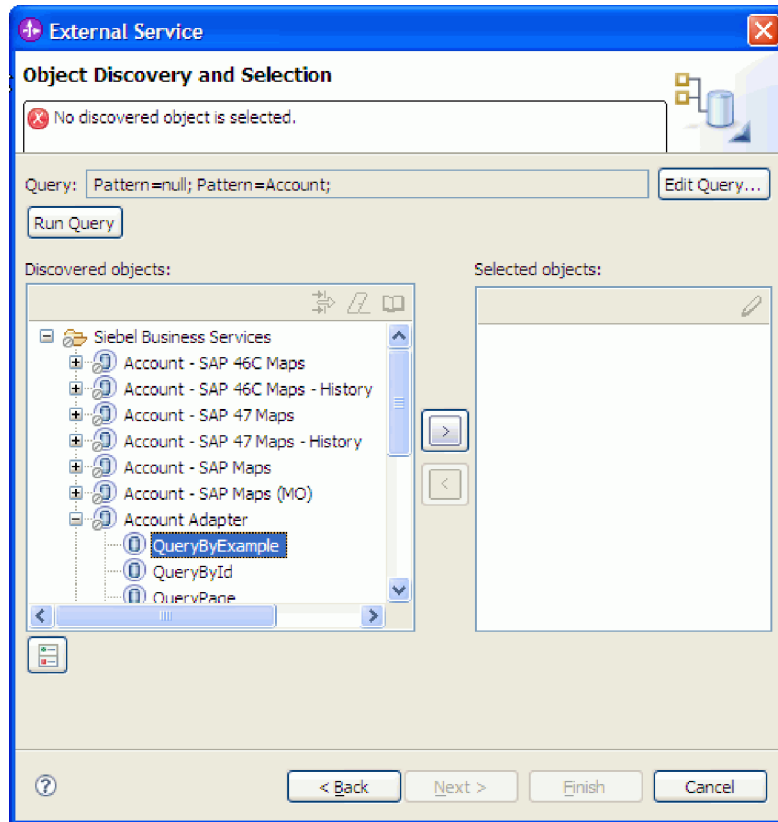 External Service
Object Discovery and Selection
No discovered object is selected.
Query: Pattern=null; Pattern=Account; Edit Query...
Run Query
Discovered objects: Selected objects:
Siebel Business Services
Account - SAP 46C Maps
Account - SAP 46C Maps - History
Account - SAP 47 Maps
Account - SAP 47 Maps - History
Account - SAP Maps
Account - SAP Maps (MO)
Account Adapter
QueryByExample
QueryById
QueryPage
< Back Next > Finish Cancel